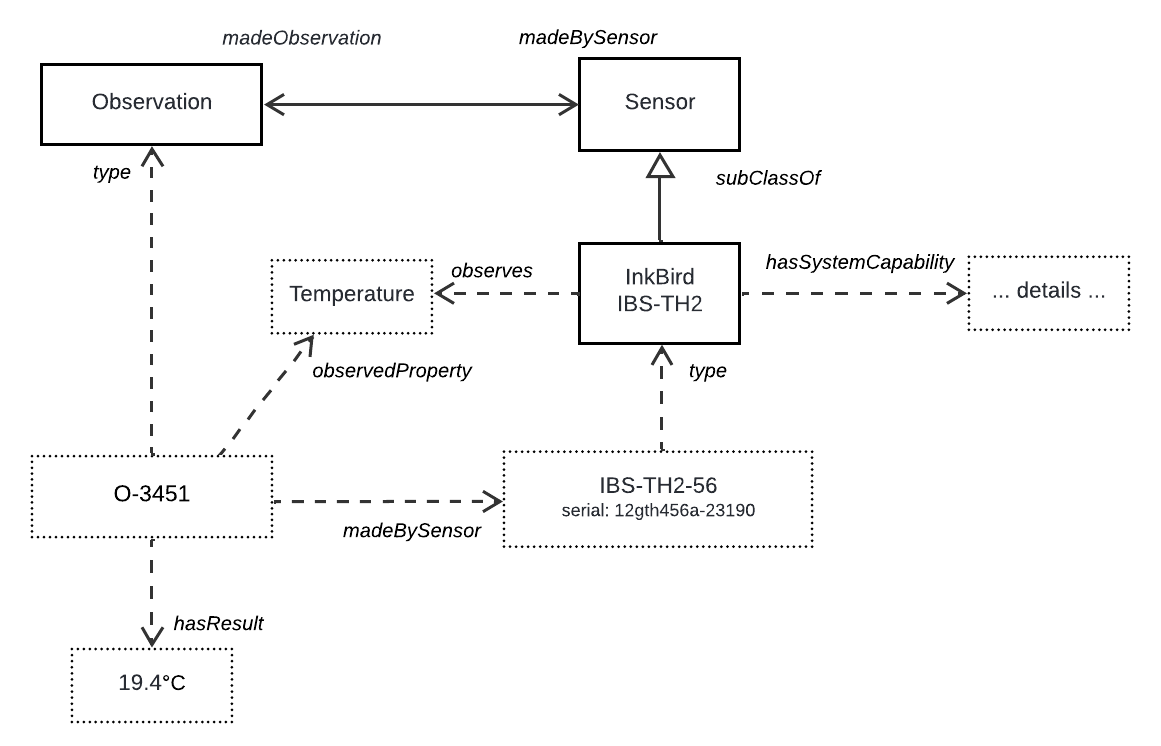 madeObservation
madeBySensor
Observation
Sensor
type
subClassOf
Temperature
observes
InkBird
IBS-TH2
hasSystemCapability
... details ...
observedProperty
type
O-3451
madeBySensor
IBS-TH2-56
serial: 12gth456a-23190
hasResult
19.4°C